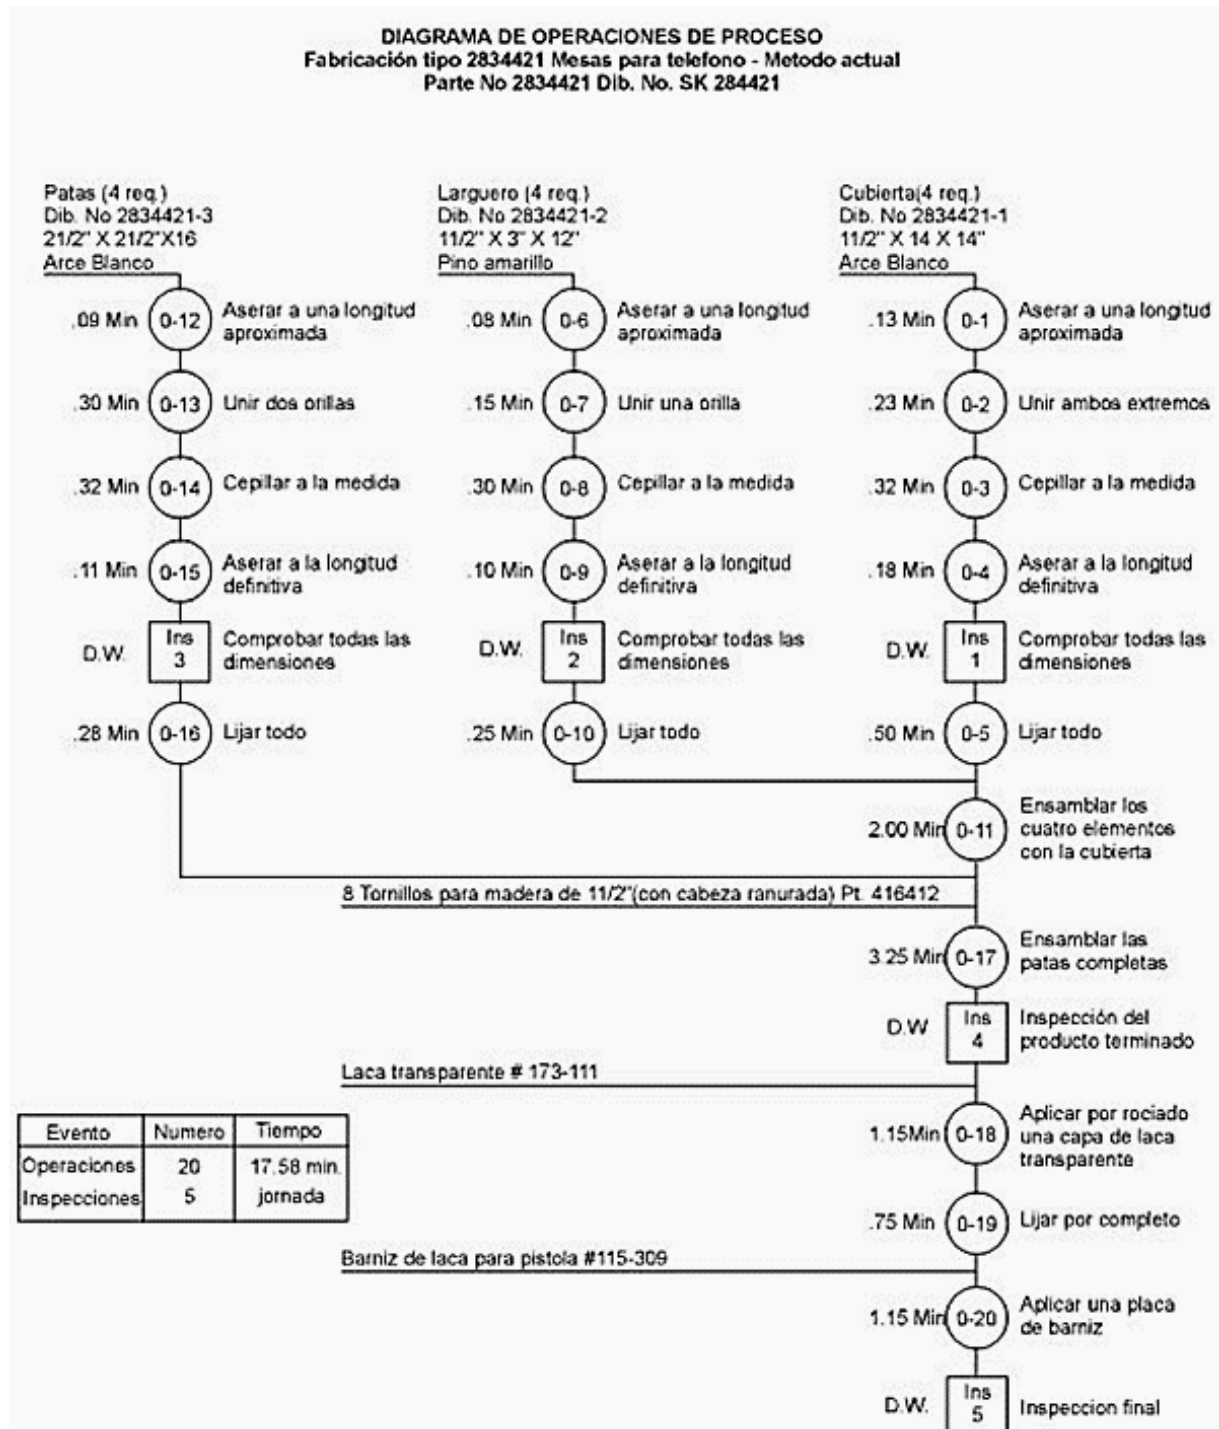 DIAGRAMA DE OPERACIONES DE PROCESO
Fabricación tipo 2834421 Mesas para telefono - Metodo actual
Parte No 2834421 Dib. No. SK 284421
Patas (4 req.)
Dib. No 2834421-3
21/2" X 21/2"X16
Arce Blanco
Larguero (4 req.)
Dib. No 2834421-2
11/2" X 3" X 12"
Pino amarillo
Cubierta(4 req.)
Dib. No 2834421-1
11/2" X 14 X 14"
Arce Blanco
.09 Min 0-12 Aserar a una longitud
aproximada
.08 Min 0-6 Aserar a una longitud
aproximada
.13 Min 0-1 Aserar a una longitud
aproximada
.30 Min 0-13 Unir dos orillas
.15 Min 0-7 Unir una orilla
.23 Min 0-2 Unir ambos extremos
.32 Min 0-14 Cepillar a la medida
.30 Min 0-8 Cepillar a la medida
.32 Min 0-3 Cepillar a la medida
.11 Min 0-15 Aserar a la longitud
definitiva
.10 Min 0-9 Aserar a la longitud
definitiva
.18 Min 0-4 Aserar a la longitud
definitiva
D.W. Ins 3 Comprobar todas las
dimensiones
D.W. Ins 2 Comprobar todas las
dimensiones
D.W. Ins 1 Comprobar todas las
dimensiones
.28 Min 0-16 Lijar todo
.25 Min 0-10 Lijar todo
.50 Min 0-5 Lijar todo
2.00 Min 0-11 Ensamblar los
cuatro elementos
con la cubierta
8 Tornillos para madera de 11/2"(con cabeza ranurada) Pt. 416412
3.25 Min 0-17 Ensamblar las
patas completas
D.W Ins 4 Inspección del
producto terminado
Laca transparente # 173-111
1.15Min 0-18 Aplicar por rociado
una capa de laca
transparente
.75 Min 0-19 Lijar por completo
Barniz de laca para pistola #115-309
1.15 Min 0-20 Aplicar una placa
de barniz
D.W. Ins 5 Inspeccion final
Evento Numero Tiempo
Operaciones 20 17.58 min.
Inspecciones 5 jornada